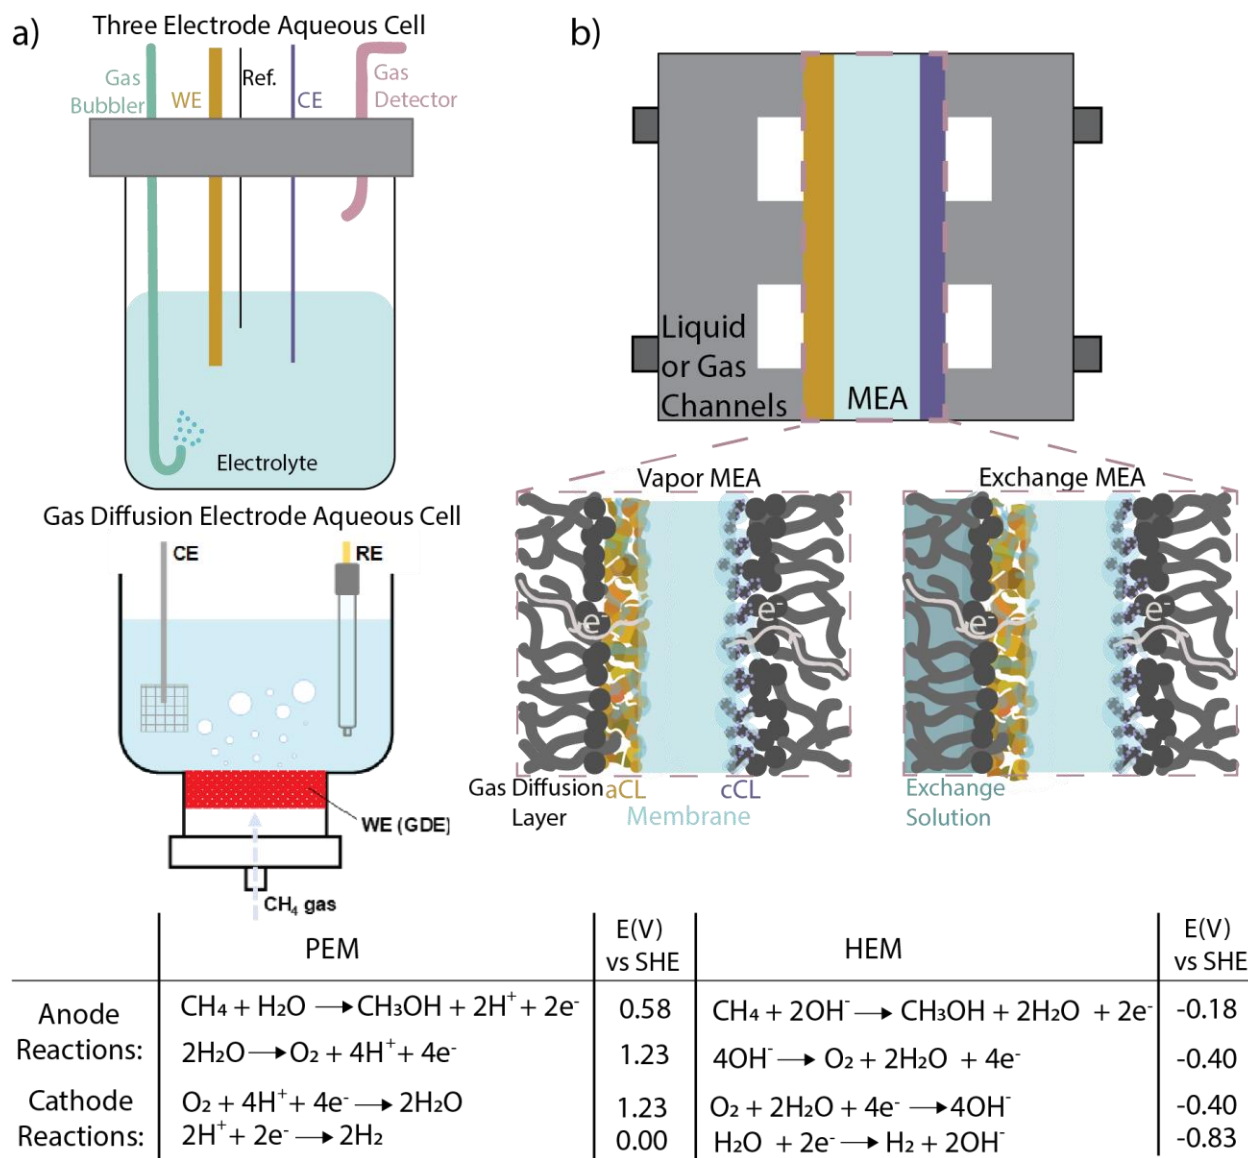 a)
Three Electrode Aqueous Cell
Gas
Bubbler
WE
Ref.
CE
Gas
Detector
Electrolyte
Gas Diffusion Electrode Aqueous Cell
CE
RE
WE (GDE)
CH₄ gas
b)
Liquid
or Gas
Channels
MEA
Vapor MEA
Exchange MEA
e⁻
e⁻
e⁻
e⁻
Gas Diffusion
Layer
aCL
Membrane
cCL
Exchange
Solution
PEM
E(V)
vs SHE
HEM
E(V)
vs SHE
Anode
Reactions:
CH₄ + H₂O → CH₃OH + 2H⁺ + 2e⁻ 0.58 CH₄ + 2OH⁻ → CH₃OH + 2H₂O + 2e⁻ -0.18
2H₂O → O₂ + 4H⁺ + 4e⁻ 1.23 4OH⁻ → O₂ + 2H₂O + 4e⁻ -0.40
Cathode
Reactions:
O₂ + 4H⁺ + 4e⁻ → 2H₂O 1.23 O₂ + 2H₂O + 4e⁻ → 4OH⁻ -0.40
2H⁺ + 2e⁻ → 2H₂ 0.00 H₂O + 2e⁻ → H₂ + 2OH⁻ -0.83